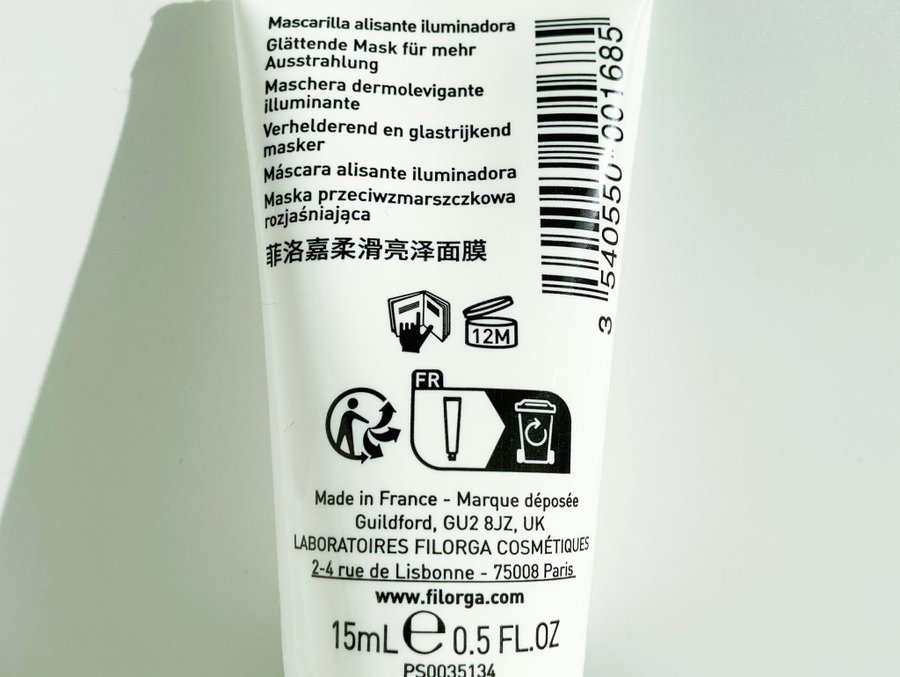 Mascarilla alisante iluminadora
Glättende Mask für mehr
Ausstrahlung
Maschera dermolevigante
illuminante
Verhelderend en glastrijkend
masker
Máscara alisante iluminadora
Maska przeciwzmarszczkowa
rozjaśniająca
菲洛嘉柔滑亮泽面膜
3 540550 001685
12M
FR
Made in France - Marque déposée
Guildford, GU2 8JZ, UK
LABORATOIRES FILORGA COSMÉTIQUES
2-4 rue de Lisbonne - 75008 Paris
www.filorga.com
15mL e 0.5 FL.OZ
PS0035134